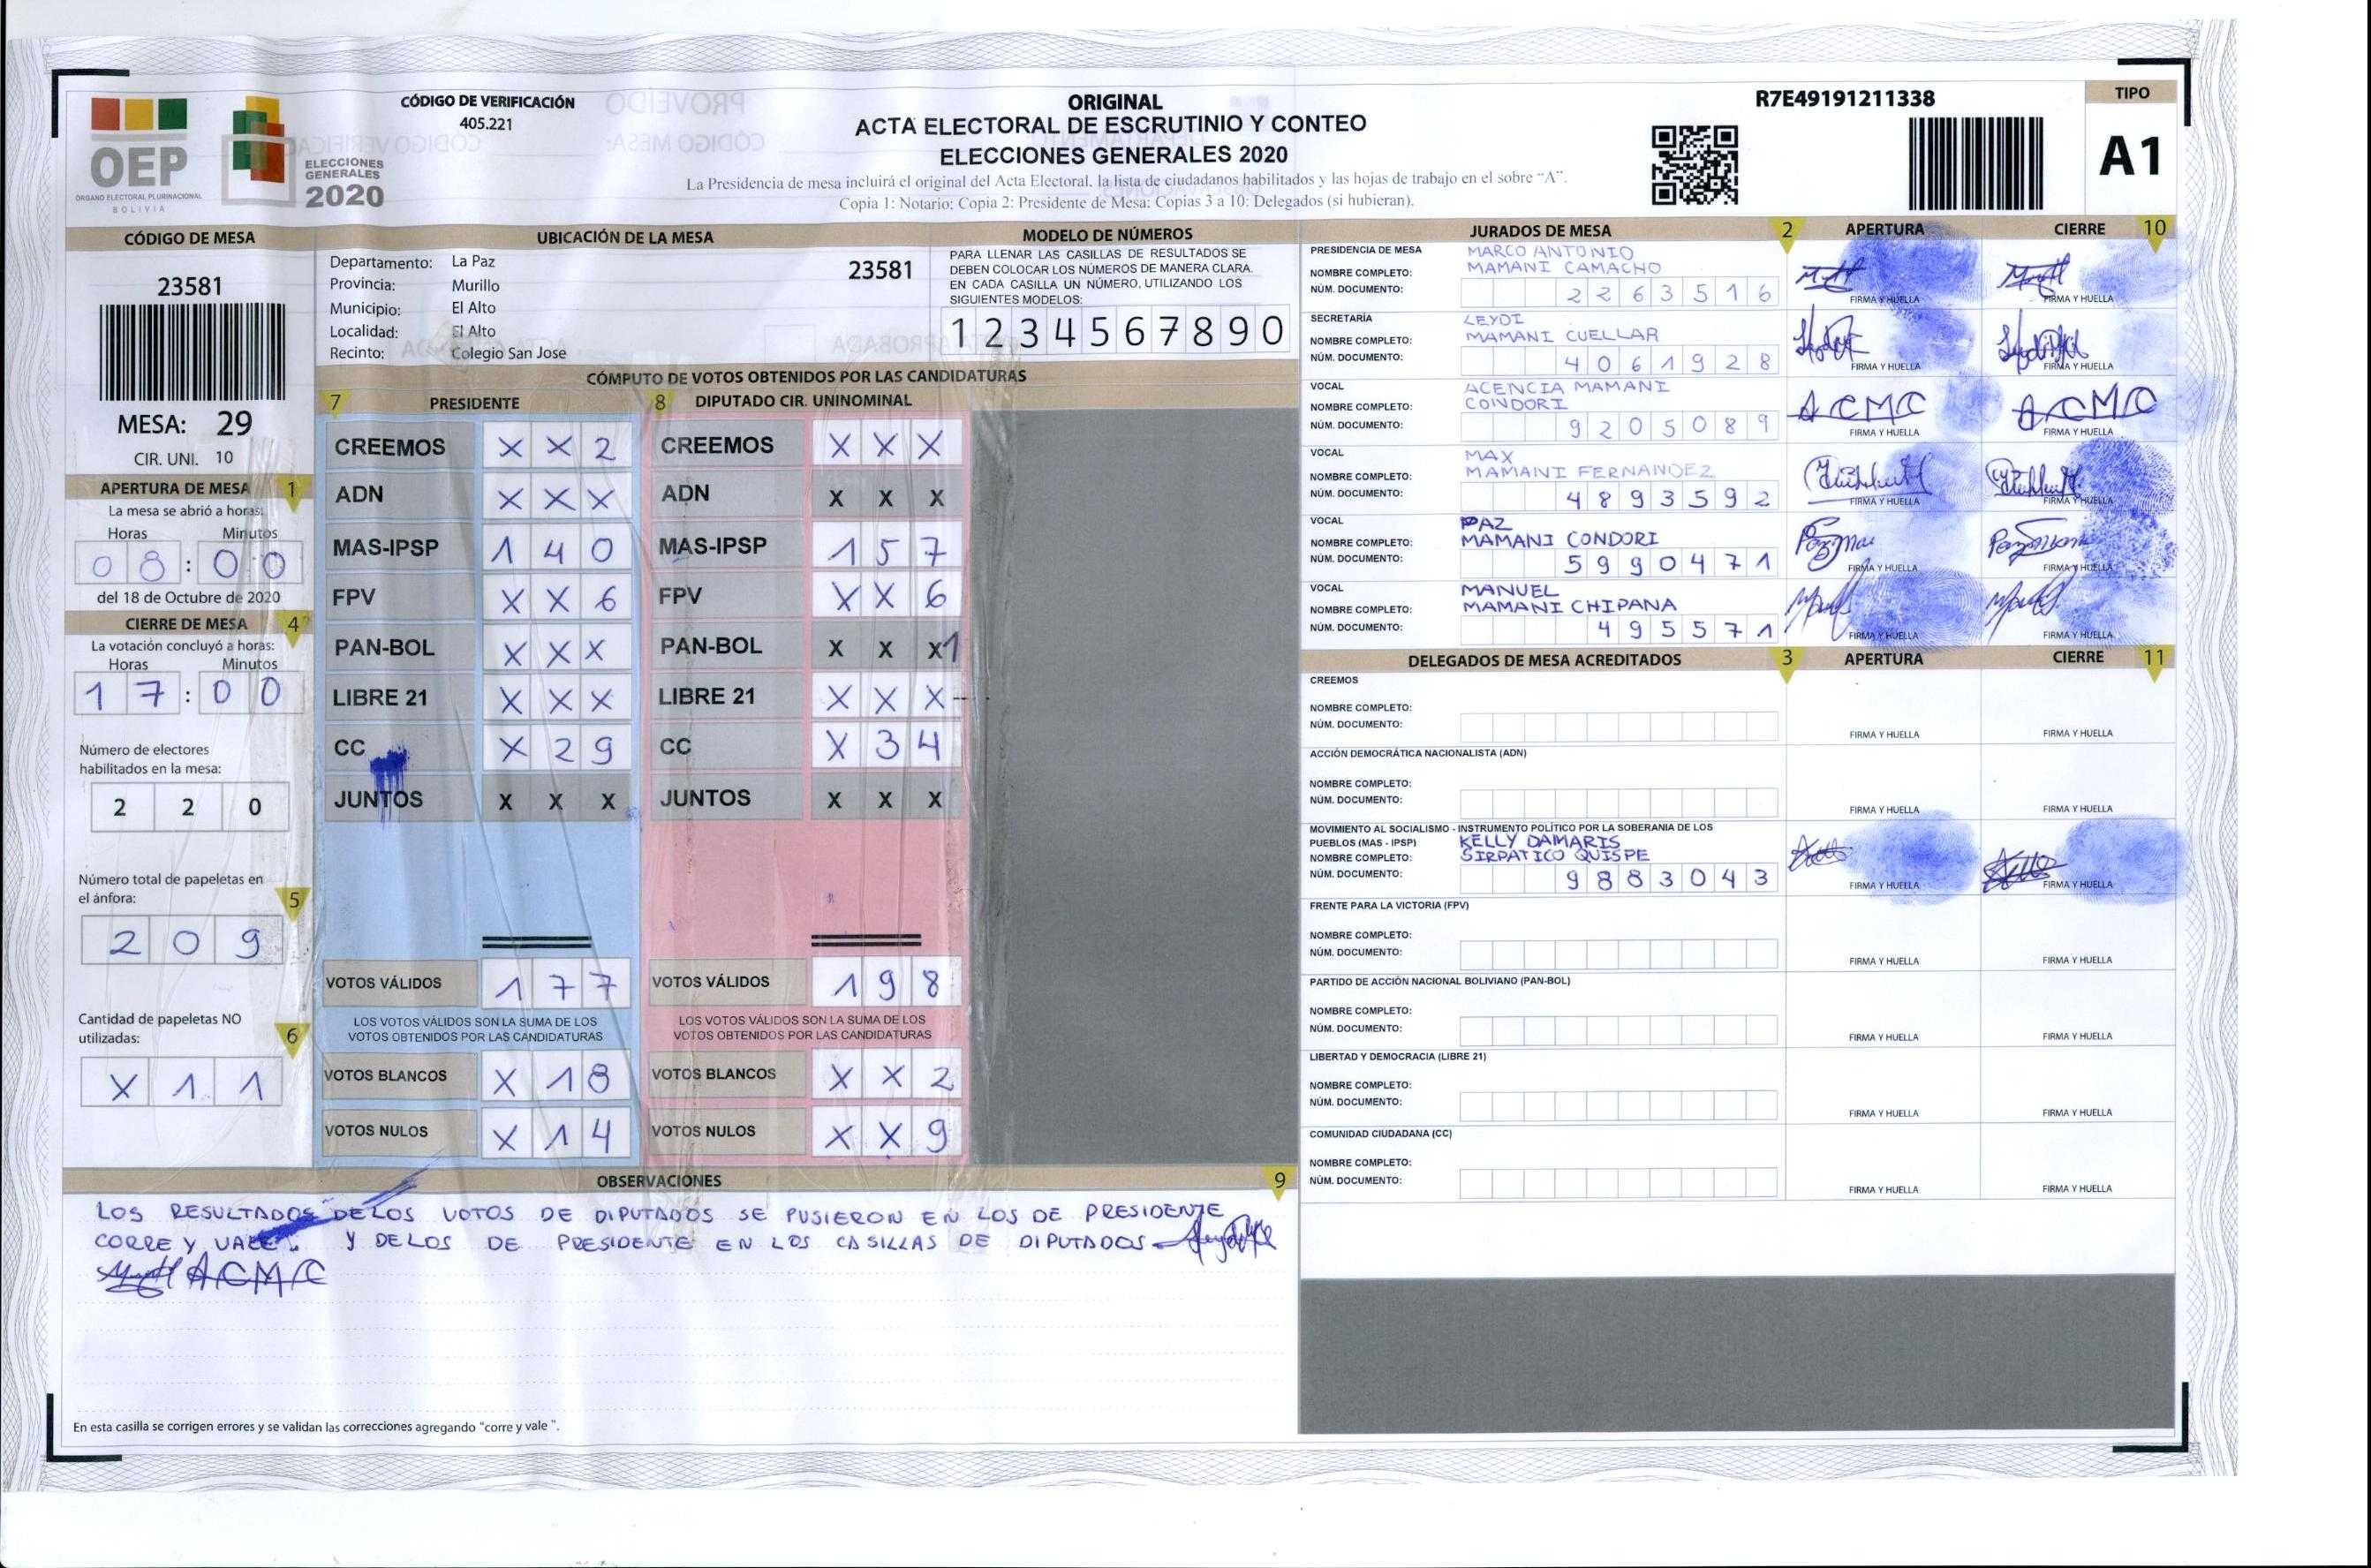 CÓDIGO DE VERIFICACIÓN
405.221
ORIGINAL
ACTA ELECTORAL DE ESCRUTINIO Y CONTEO
ELECCIONES GENERALES 2020
La Presidencia de mesa incluirá el original del Acta Electoral, la lista de ciudadanos habilitados y las hojas de trabajo en el sobre "A".
Copia 1: Notario; Copia 2: Presidente de Mesa; Copias 3 a 10: Delegados (si hubieran).
R7E49191211338
TIPO
A1
OEP
ÓRGANO ELECTORAL PLURINACIONAL
BOLIVIA
ELECCIONES
GENERALES
2020
CÓDIGO DE MESA
23581
MESA: 29
CIR. UNI. 10
APERTURA DE MESA 1
La mesa se abrió a horas:
Horas Minutos
08:00
del 18 de Octubre de 2020
CIERRE DE MESA 4
La votación concluyó a horas:
Horas Minutos
17:00
Número de electores
habilitados en la mesa:
2 2 0
Número total de papeletas en
el ánfora: 5
2 0 9
Cantidad de papeletas NO
utilizadas: 6
X 1 1
UBICACIÓN DE LA MESA
Departamento: La Paz
Provincia: Murillo
Municipio: El Alto
Localidad: El Alto
Recinto: Colegio San Jose
23581
MODELO DE NÚMEROS
PARA LLENAR LAS CASILLAS DE RESULTADOS SE
DEBEN COLOCAR LOS NÚMEROS DE MANERA CLARA.
EN CADA CASILLA UN NÚMERO, UTILIZANDO LOS
SIGUIENTES MODELOS:
1 2 3 4 5 6 7 8 9 0
CÓMPUTO DE VOTOS OBTENIDOS POR LAS CANDIDATURAS
7 PRESIDENTE
CREEMOS X X 2
ADN X X X
MAS-IPSP 1 4 0
FPV X X 6
PAN-BOL X X X
LIBRE 21 X X X
CC X 2 9
JUNTOS X X X
VOTOS VÁLIDOS 1 7 7
LOS VOTOS VÁLIDOS SON LA SUMA DE LOS
VOTOS OBTENIDOS POR LAS CANDIDATURAS
VOTOS BLANCOS X 1 8
VOTOS NULOS X 1 4
8 DIPUTADO CIR. UNINOMINAL
CREEMOS X X X
ADN X X X
MAS-IPSP 1 5 7
FPV X X 6
PAN-BOL X X X1
LIBRE 21 X X X
CC X 3 4
JUNTOS X X X
VOTOS VÁLIDOS 1 9 8
LOS VOTOS VÁLIDOS SON LA SUMA DE LOS
VOTOS OBTENIDOS POR LAS CANDIDATURAS
VOTOS BLANCOS X X 2
VOTOS NULOS X X 9
OBSERVACIONES 9
LOS RESULTADOS DE LOS VOTOS DE DIPUTADOS SE PUSIERON EN LOS DE PRESIDENTE
CORRE Y VALE. Y DE LOS DE PRESIDENTE EN LOS CASILLAS DE DIPUTADOS
ACMC
En esta casilla se corrigen errores y se validan las correcciones agregando "corre y vale ".
JURADOS DE MESA 2 APERTURA CIERRE 10
PRESIDENCIA DE MESA MARCO ANTONIO
NOMBRE COMPLETO: MAMANI CAMACHO
NÚM. DOCUMENTO: 2263516
FIRMA Y HUELLA FIRMA Y HUELLA
SECRETARÍA LEYDI
NOMBRE COMPLETO: MAMANI CUELLAR
NÚM. DOCUMENTO: 4061928
FIRMA Y HUELLA FIRMA Y HUELLA
VOCAL ACENCIA MAMANI
NOMBRE COMPLETO: CONDORI
NÚM. DOCUMENTO: 9205089
ACMC ACMC
FIRMA Y HUELLA FIRMA Y HUELLA
VOCAL MAX
NOMBRE COMPLETO: MAMANI FERNANDEZ
NÚM. DOCUMENTO: 4893592
FIRMA Y HUELLA FIRMA Y HUELLA
VOCAL PAZ
NOMBRE COMPLETO: MAMANI CONDORI
NÚM. DOCUMENTO: 5990471
FIRMA Y HUELLA FIRMA Y HUELLA
VOCAL MANUEL
NOMBRE COMPLETO: MAMANI CHIPANA
NÚM. DOCUMENTO: 495571
FIRMA Y HUELLA FIRMA Y HUELLA
DELEGADOS DE MESA ACREDITADOS 3 APERTURA CIERRE 11
CREEMOS
NOMBRE COMPLETO:
NÚM. DOCUMENTO:
FIRMA Y HUELLA FIRMA Y HUELLA
ACCIÓN DEMOCRÁTICA NACIONALISTA (ADN)
NOMBRE COMPLETO:
NÚM. DOCUMENTO:
FIRMA Y HUELLA FIRMA Y HUELLA
MOVIMIENTO AL SOCIALISMO - INSTRUMENTO POLÍTICO POR LA SOBERANIA DE LOS
PUEBLOS (MAS - IPSP) KELLY DAMARIS
NOMBRE COMPLETO: SIRPATICO QUISPE
NÚM. DOCUMENTO: 9883043
FIRMA Y HUELLA FIRMA Y HUELLA
FRENTE PARA LA VICTORIA (FPV)
NOMBRE COMPLETO:
NÚM. DOCUMENTO:
FIRMA Y HUELLA FIRMA Y HUELLA
PARTIDO DE ACCIÓN NACIONAL BOLIVIANO (PAN-BOL)
NOMBRE COMPLETO:
NÚM. DOCUMENTO:
FIRMA Y HUELLA FIRMA Y HUELLA
LIBERTAD Y DEMOCRACIA (LIBRE 21)
NOMBRE COMPLETO:
NÚM. DOCUMENTO:
FIRMA Y HUELLA FIRMA Y HUELLA
COMUNIDAD CIUDADANA (CC)
NOMBRE COMPLETO:
NÚM. DOCUMENTO:
FIRMA Y HUELLA FIRMA Y HUELLA